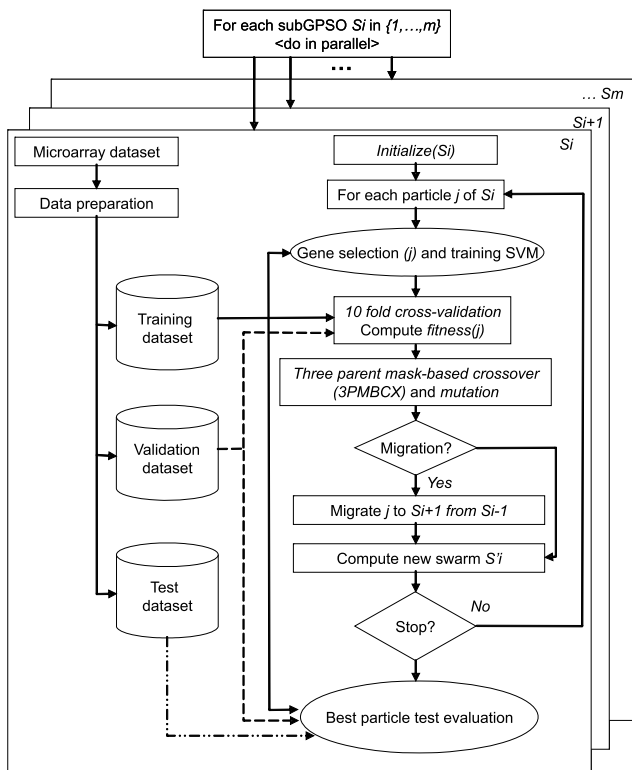 For each subGPSO Si in {1,…,m}
<do in parallel>
...
... Sm
Si+1
Si
Microarray dataset
Data preparation
Training
dataset
Validation
dataset
Test
dataset
Initialize(Si)
For each particle j of Si
Gene selection (j) and training SVM
10 fold cross-validation
Compute fitness(j)
Three parent mask-based crossover
(3PMBCX) and mutation
Migration?
Yes
Migrate j to Si+1 from Si-1
Compute new swarm S'i
No
Stop?
Best particle test evaluation